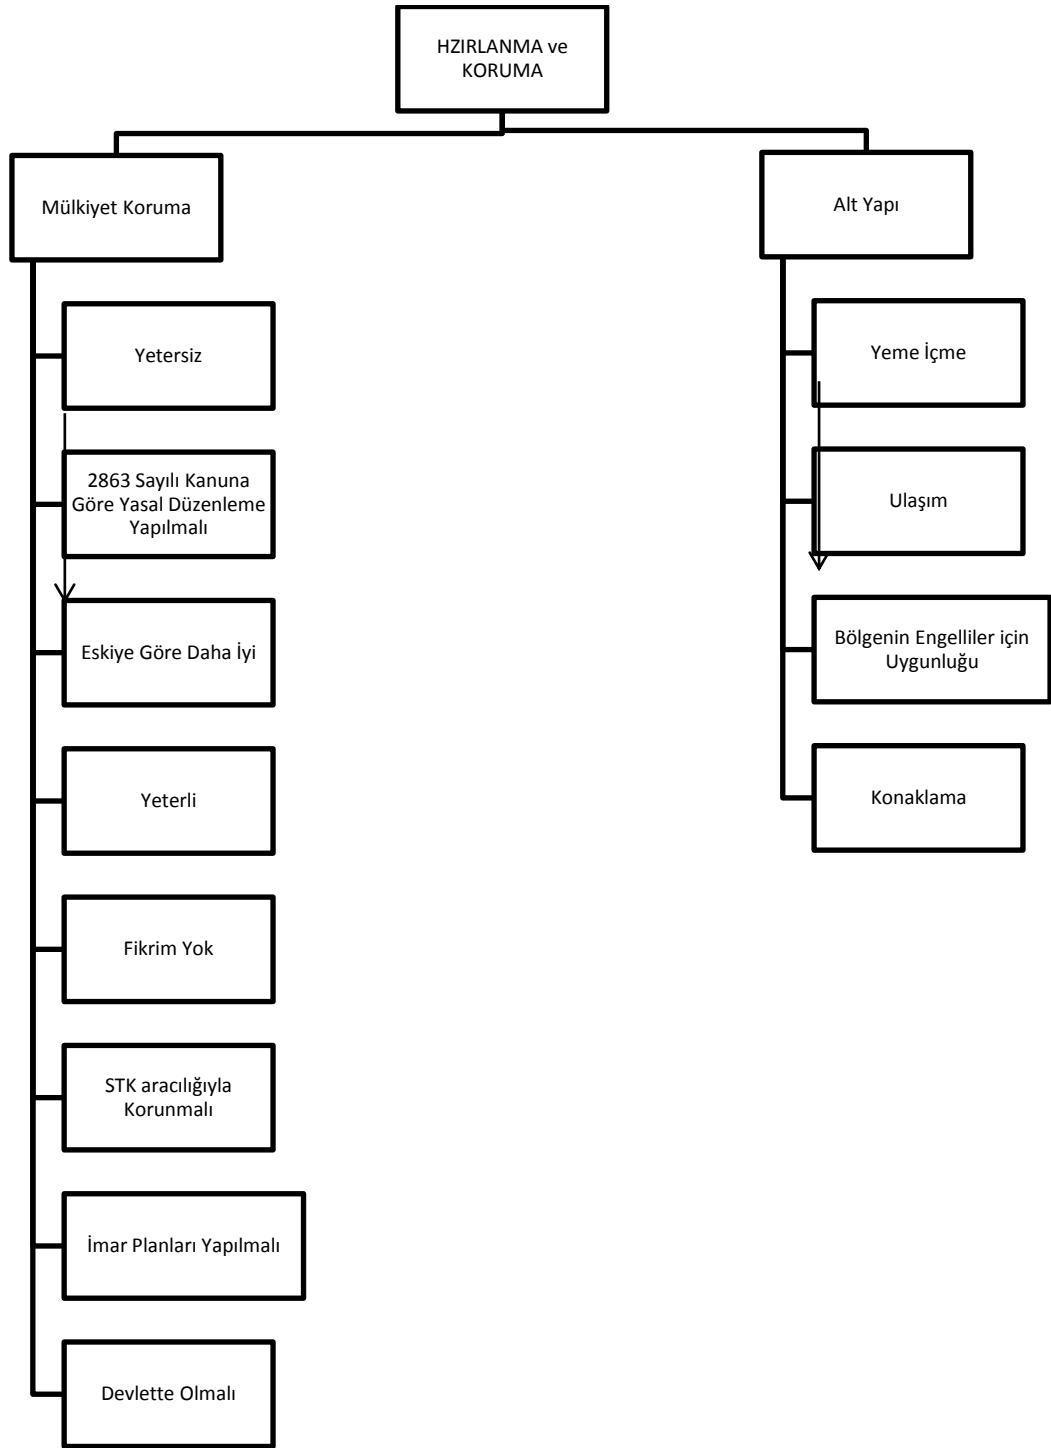 HZIRLANMA ve
KORUMA
Mülkiyet Koruma
Yetersiz
2863 Sayılı Kanuna
Göre Yasal Düzenleme
Yapılmalı
Eskiye Göre Daha İyi
Yeterli
Fikrim Yok
STK aracılığıyla
Korunmalı
İmar Planları Yapılmalı
Devlette Olmalı
Alt Yapı
Yeme İçme
Ulaşım
Bölgenin Engelliler için
Uygunluğu
Konaklama